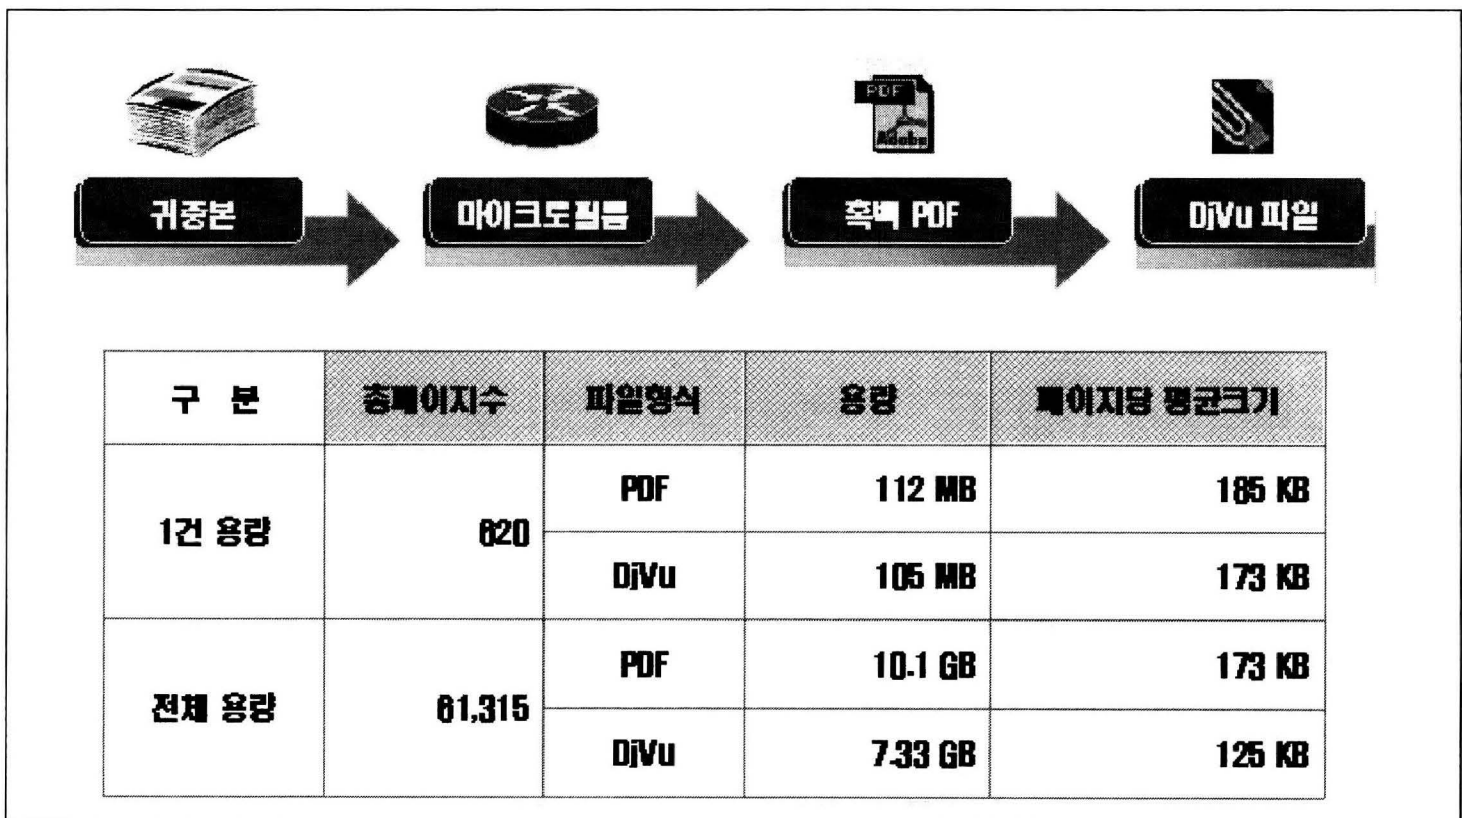 PDF
Adobe
귀중본
마이크로필름
흑백 PDF
DjVu 파일
구 분
총페이지수
파일형식
용량
페이지당 평균크기
1건 용량
620
PDF
112 MB
185 KB
DjVu
105 MB
173 KB
전체 용량
61,315
PDF
10.1 GB
173 KB
DjVu
7.33 GB
125 KB